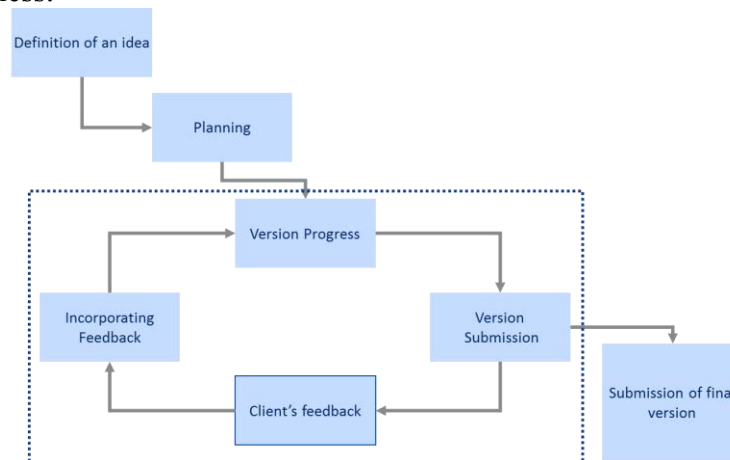 Definition of an idea
Planning
Version Progress
Incorporating
Feedback
Version
Submission
Client's feedback
Submission of fina
version